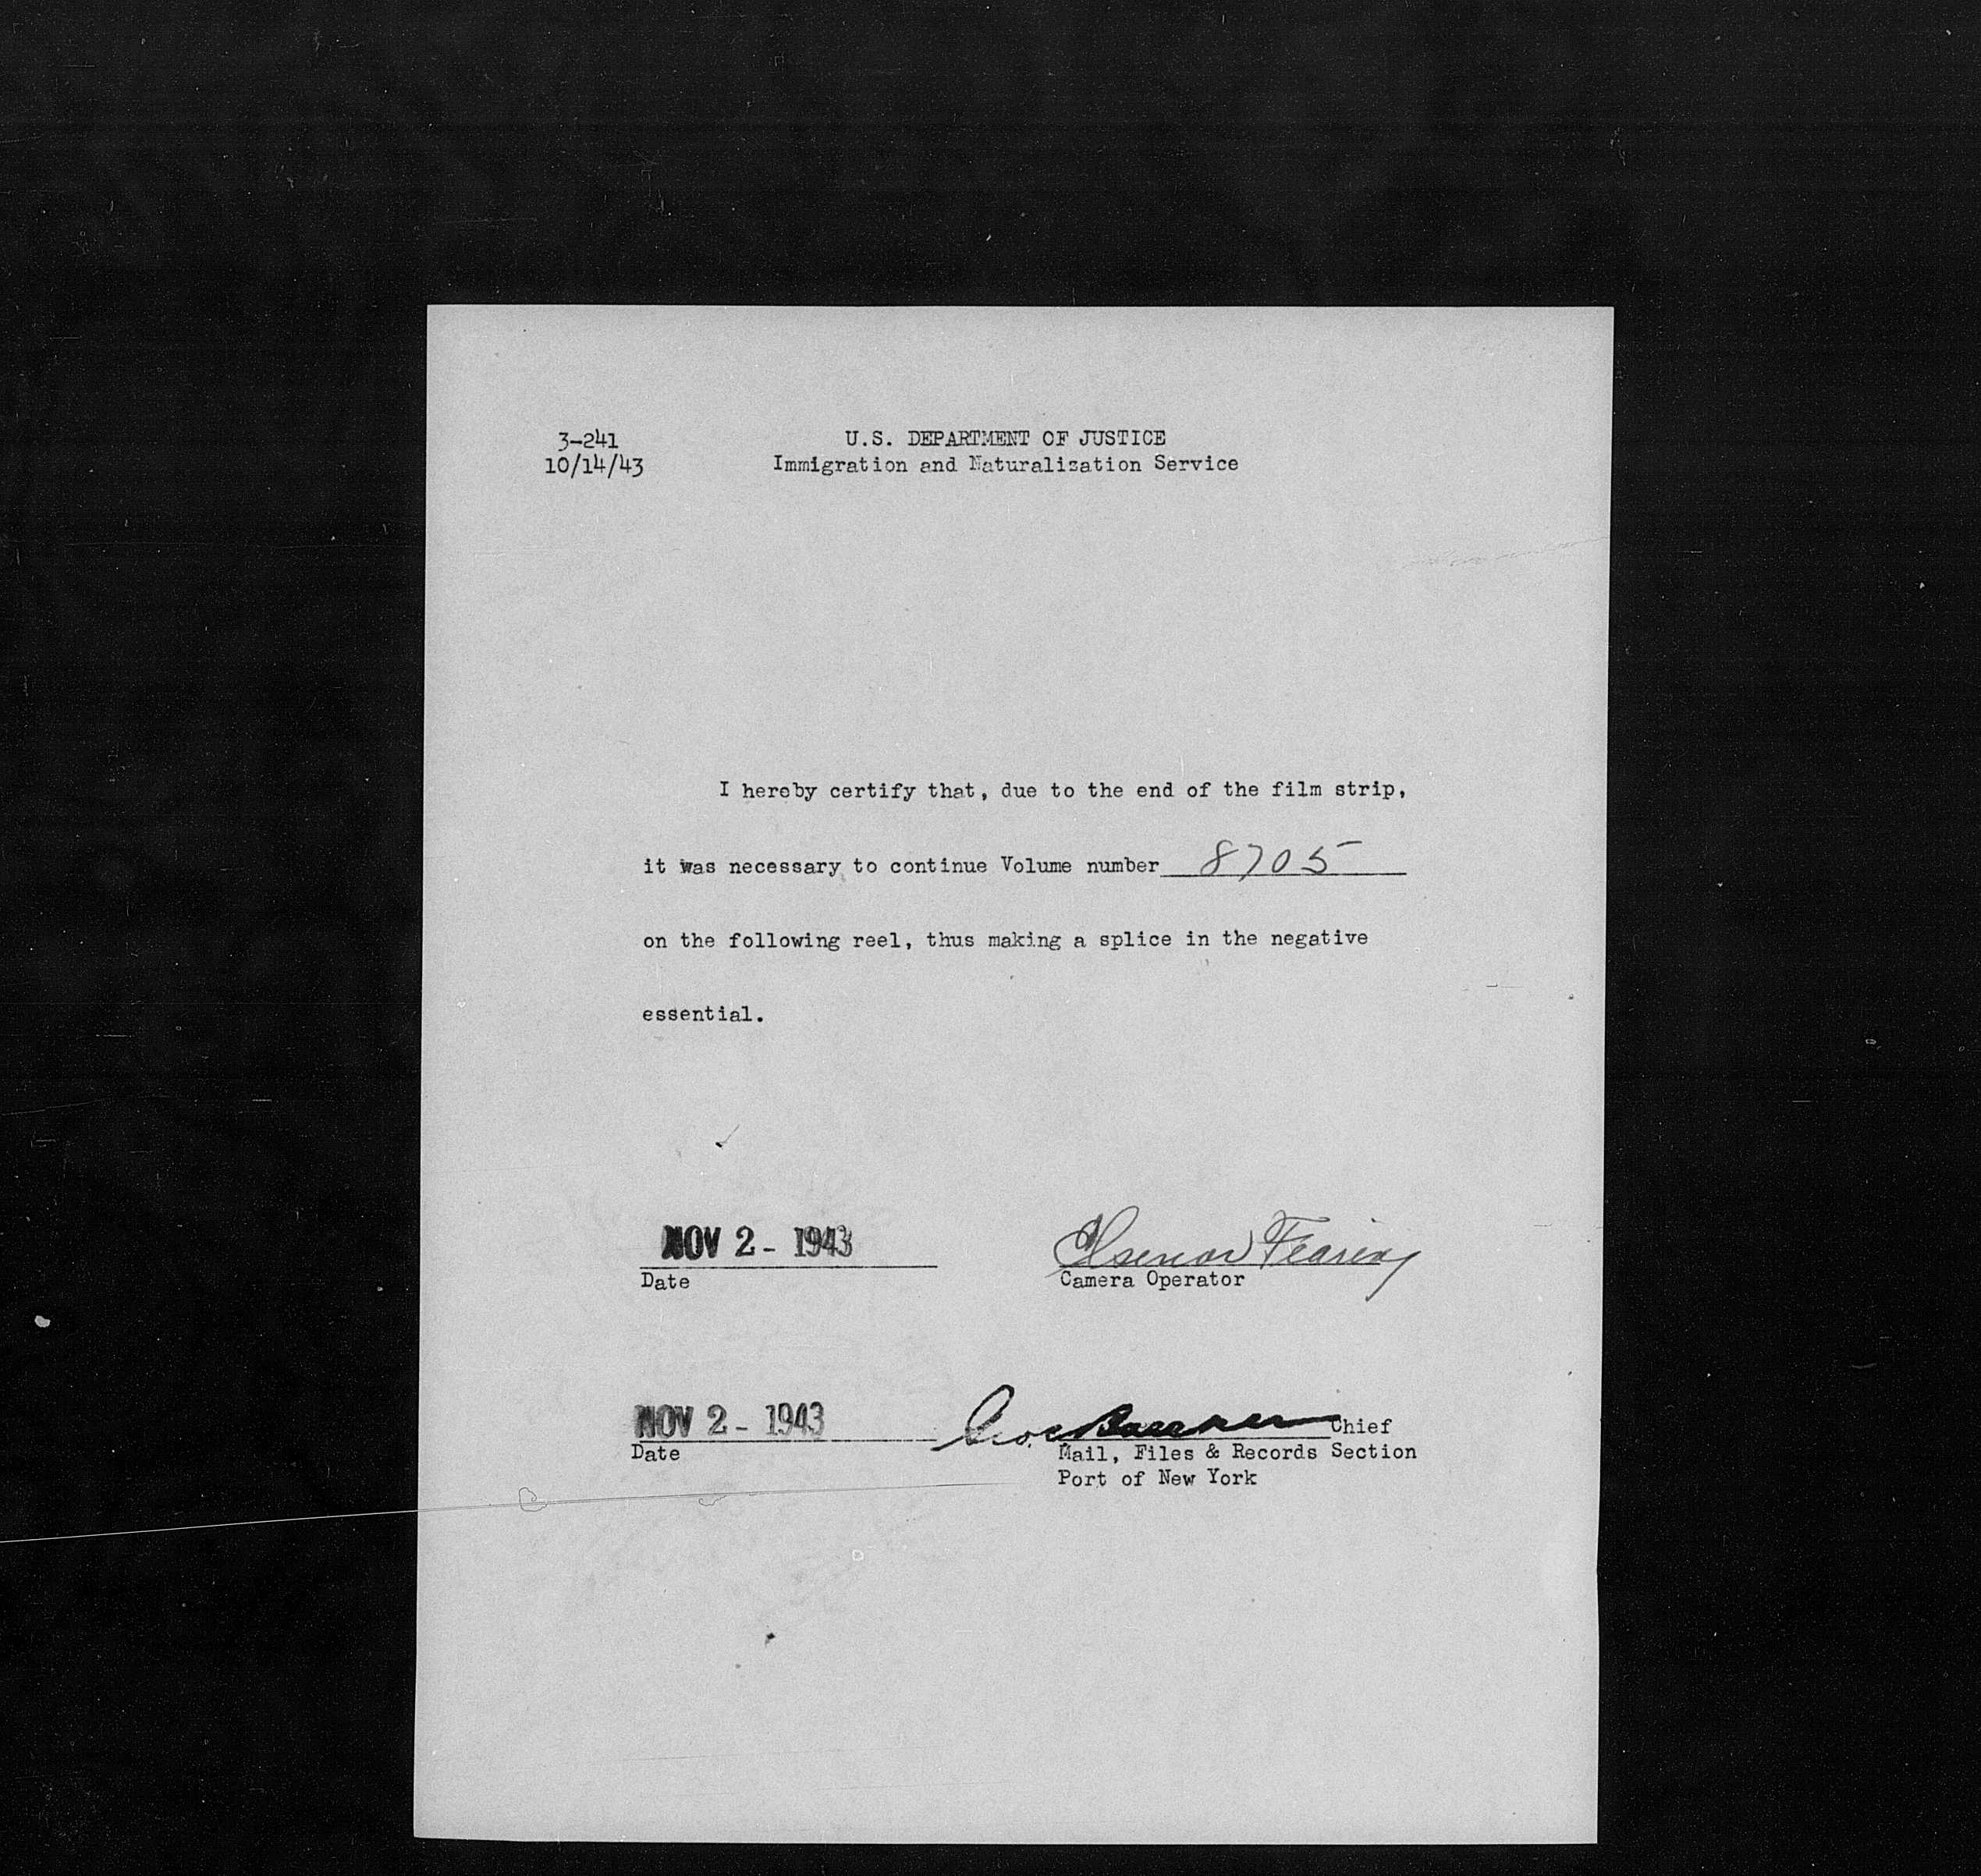 3-241
10/14/43
U.S. DEPARTMENT OF JUSTICE
Immigration and Naturalization Service
I hereby certify that, due to the end of the film strip,
it was necessary to continue Volume number 8705
on the following reel, thus making a splice in the negative
essential.
NOV 2 - 1943
Date
Fearing
Camera Operator
NOV 2 - 1943
Date
Chief
Mail, Files & Records Section
Port of New York